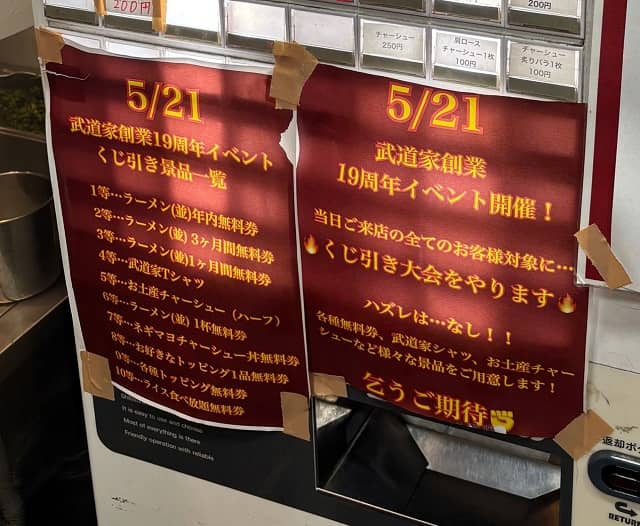 200円
200円
チャーシュー
250円
肩ロース
チャーシュー1枚
100円
チャーシュー
炙りバラ1枚
100円
5/21
武道家創業19周年イベント
くじ引き景品一覧
1等…ラーメン(並)年内無料券
2等…ラーメン(並) 3ヶ月間無料券
3等…ラーメン(並)1ヶ月間無料券
4等…武道家Tシャツ
5等…お土産チャーシュー（ハーフ）
6等…ラーメン(並) 1杯無料券
7等…ネギマヨチャーシュー丼無料券
8等…お好きなトッピング1品無料券
9等…各種トッピング無料券
10等…ライス食べ放題無料券
5/21
武道家創業
19周年イベント開催！
当日ご来店の全てのお客様対象に…
🔥くじ引き大会をやります🔥
ハズレは…なし！！
各種無料券、武道家シャツ、お土産チャー
シューなど様々な景品をご用意します！
乞うご期待✊
It is easy to use and choose
Most of everything is there
Friendly operation with reliable
返却ボタ
RETUR